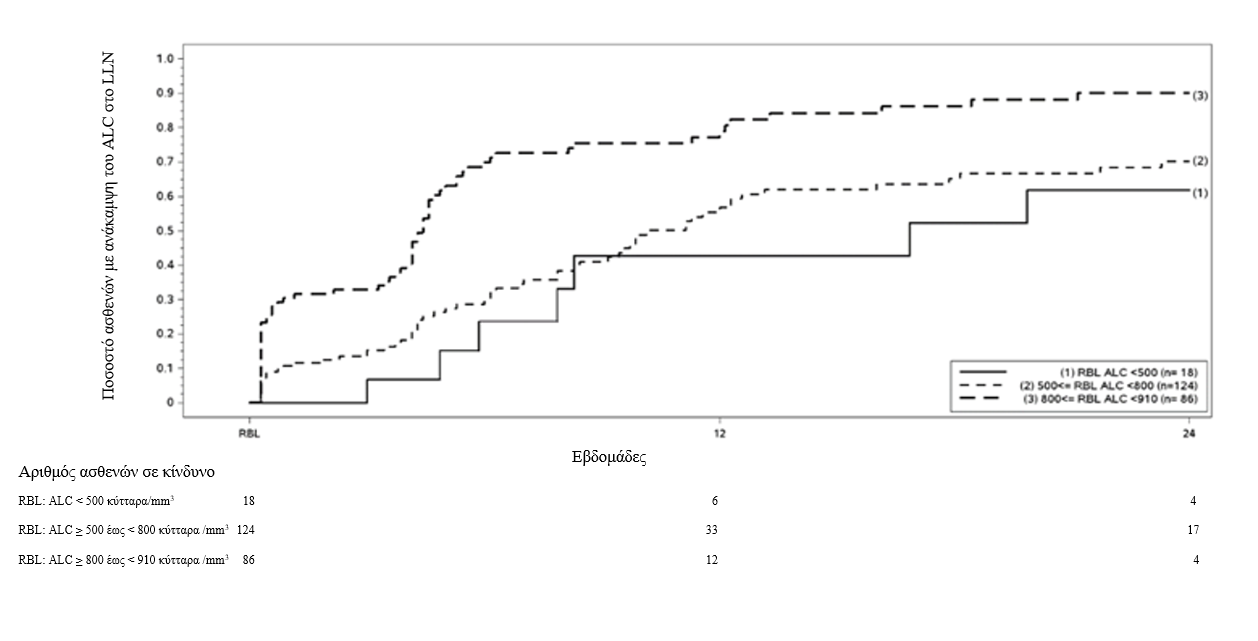 Ποσοστό ασθενών με ανάκαμψη του ALC στο LLN
1.0
0.9
0.8
0.7
0.6
0.5
0.4
0.3
0.2
0.1
0
(3)
(2)
(1)
(1) RBL ALC <500 (n= 18)
(2) 500<= RBL ALC <800 (n=124)
(3) 800<= RBL ALC <910 (n= 86)
RBL 12 24
Εβδομάδες
Αριθμός ασθενών σε κίνδυνο
RBL: ALC < 500 κύτταρα/mm³ 18 6 4
RBL: ALC ≥ 500 έως < 800 κύτταρα /mm³ 124 33 17
RBL: ALC ≥ 800 έως < 910 κύτταρα /mm³ 86 12 4